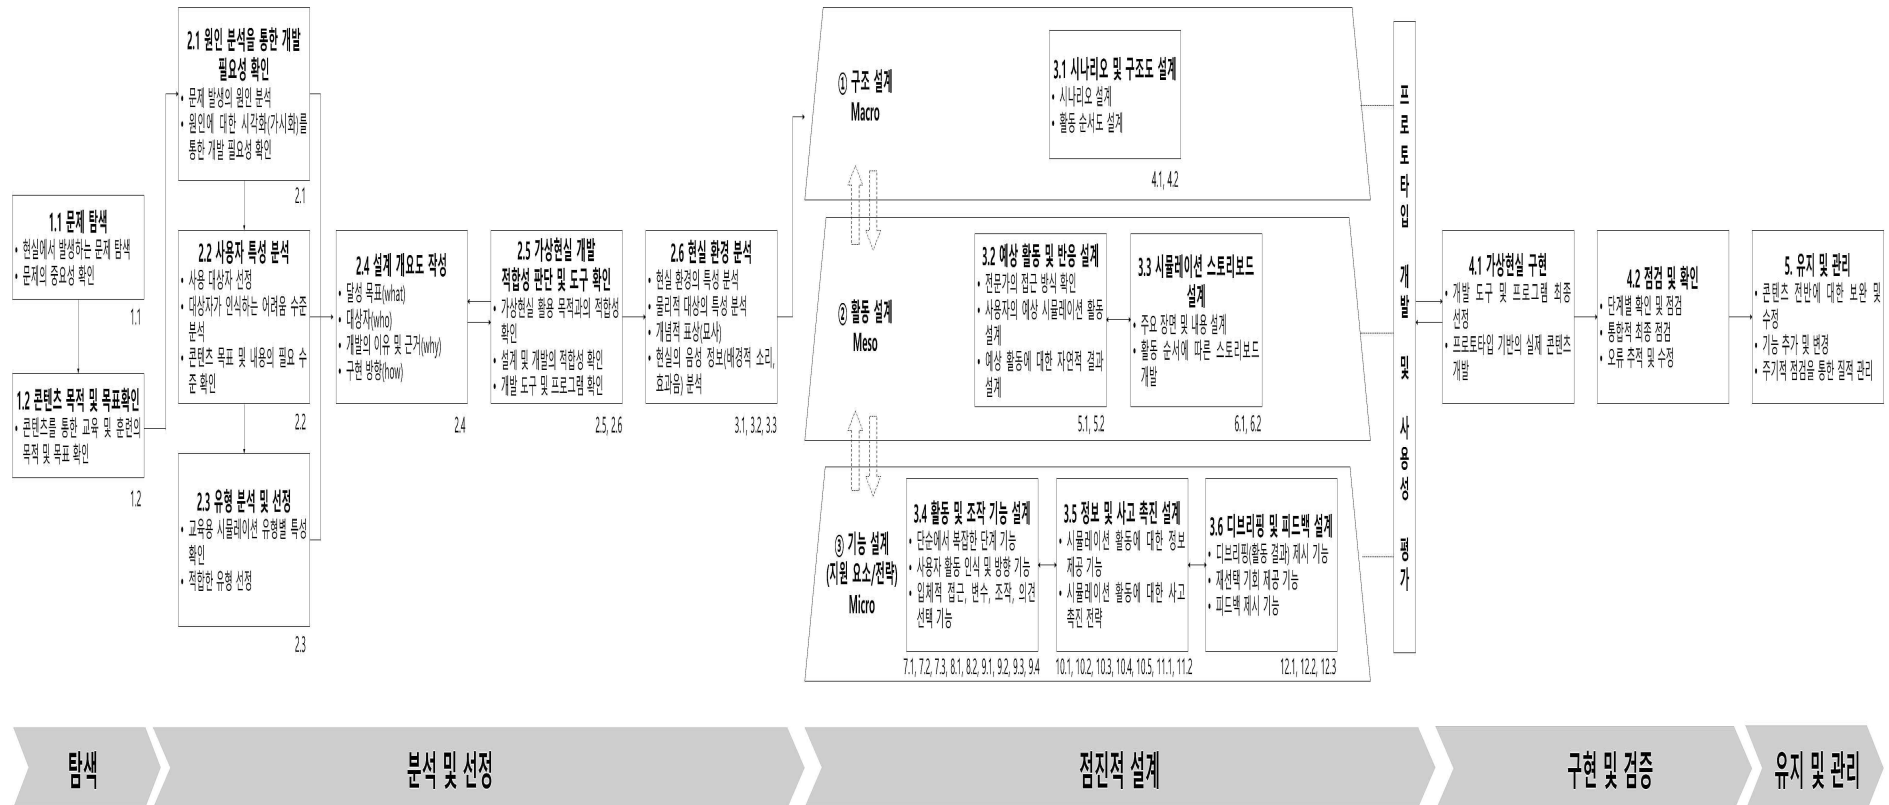 1.1 문제 탐색
• 현실에서 발생하는 문제 탐색
• 문제의 중요성 확인
1.1
1.2 콘텐츠 목적 및 목표확인
• 콘텐츠를 통한 교육 및 훈련의
목적 및 목표 확인
1.2
2.1 원인 분석을 통한 개발
필요성 확인
• 문제 발생의 원인 분석
• 원인에 대한 시각화(가시화)를
통한 개발 필요성 확인
2.1
2.2 사용자 특성 분석
• 사용 대상자 선정
• 대상자가 인식하는 어려움 수준
분석
• 콘텐츠 목표 및 내용의 필요 수
준 확인
2.2
2.3 유형 분석 및 선정
• 교육용 시뮬레이션 유형별 특성
확인
• 적합한 유형 선정
2.3
2.4 설계 개요도 작성
• 달성 목표(what)
• 대상자(who)
• 개발의 이유 및 근거(why)
• 구현 방향(how)
2.4
2.5 가상현실 개발
적합성 판단 및 도구 확인
• 가상현실 활용 목적과의 적합성
확인
• 설계 및 개발의 적합성 확인
• 개발 도구 및 프로그램 확인
2.5, 2.6
2.6 현실 환경 분석
• 현실 환경의 특성 분석
• 물리적 대상의 특성 분석
• 개념적 표상(묘사)
• 현실의 음성 정보(배경적 소리,
효과음) 분석
3.1, 3.2, 3.3
① 구조 설계
Macro
3.1 시나리오 및 구조도 설계
• 시나리오 설계
• 활동 순서도 설계
4.1, 4.2
② 활동 설계
Meso
3.2 예상 활동 및 반응 설계
• 전문가의 접근 방식 확인
• 사용자의 예상 시뮬레이션 활동
설계
• 예상 활동에 대한 자연적 결과
설계
5.1, 5.2
3.3 시뮬레이션 스토리보드
설계
• 주요 장면 및 내용 설계
• 활동 순서에 따른 스토리보드
개발
6.1, 6.2
③ 기능 설계
(지원 요소/전략)
Micro
3.4 활동 및 조작 기능 설계
• 단순에서 복잡한 단계 기능
• 사용자 활동 인식 및 방향 기능
• 입체적 접근, 변수, 조작, 의견
선택 기능
7.1, 7.2, 7.3, 8.1, 8.2, 9.1, 9.2, 9.3, 9.4
3.5 정보 및 사고 촉진 설계
• 시뮬레이션 활동에 대한 정보
제공 기능
• 시뮬레이션 활동에 대한 사고
촉진 전략
10.1, 10.2, 10.3, 10.4, 10.5, 11.1, 11.2
3.6 디브리핑 및 피드백 설계
• 디브리핑(활동 결과) 제시 기능
• 재선택 기회 제공 기능
• 피드백 제시 기능
12.1, 12.2, 12.3
프로토타입 개발 및 사용성 평가
4.1 가상현실 구현
• 개발 도구 및 프로그램 최종
선정
• 프로토타입 기반의 실제 콘텐츠
개발
4.2 점검 및 확인
• 단계별 확인 및 점검
• 통합적 최종 점검
• 오류 추적 및 수정
5. 유지 및 관리
• 콘텐츠 전반에 대한 보완 및
수정
• 기능 추가 및 변경
• 주기적 점검을 통한 질적 관리
탐색
분석 및 선정
점진적 설계
구현 및 검증
유지 및 관리